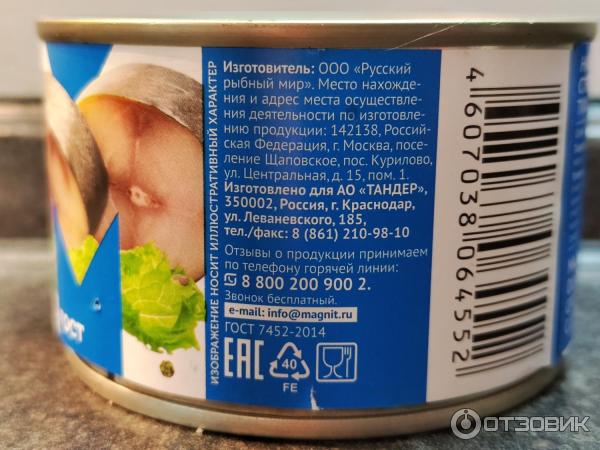 ИЗОБРАЖЕНИЕ НОСИТ ИЛЛЮСТРАТИВНЫЙ ХАРАКТЕР
Изготовитель: ООО «Русский
рыбный мир». Место нахожде-
ния и адрес места осуществле-
ния деятельности по изготовле-
нию продукции: 142138, Россий-
ская Федерация, г. Москва, посе-
ление Щаповское, пос. Курилово,
ул. Центральная, д. 15, пом. 1.
Изготовлено для АО «ТАНДЕР»,
350002, Россия, г. Краснодар,
ул. Леваневского, 185,
тел./факс: 8 (861) 210-98-10
Отзывы о продукции принимаем
по телефону горячей линии:
8 800 200 900 2.
Звонок бесплатный.
e-mail: info@magnit.ru
ГОСТ 7452-2014
ЕАС
40
FE
4 607038 064552
ГОСТ
ОТЗОВИК